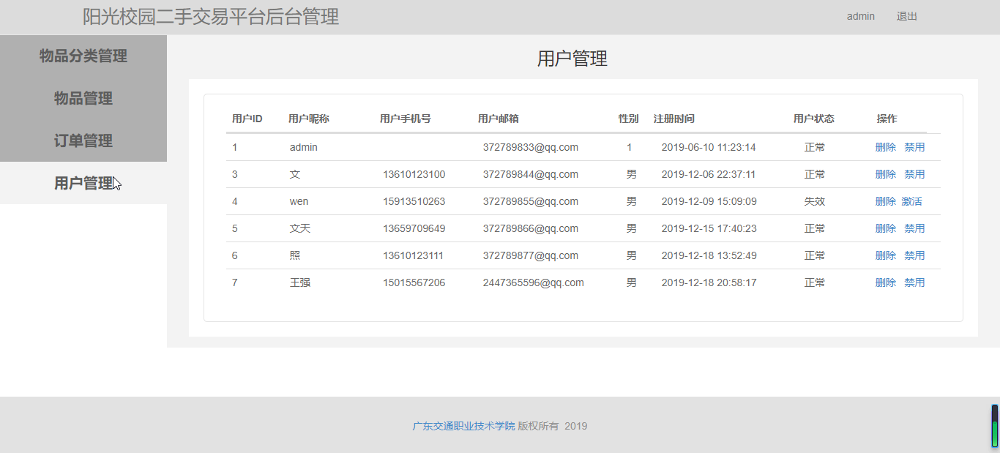 阳光校园二手交易平台后台管理 admin 退出
物品分类管理
物品管理
订单管理
用户管理
用户管理
用户ID 用户昵称 用户手机号 用户邮箱 性别 注册时间 用户状态 操作
1 admin 372789833@qq.com 1 2019-06-10 11:23:14 正常 删除 禁用
3 文 13610123100 372789844@qq.com 男 2019-12-06 22:37:11 正常 删除 禁用
4 wen 15913510263 372789855@qq.com 男 2019-12-09 15:09:09 失效 删除 激活
5 文天 13659709649 372789866@qq.com 男 2019-12-15 17:40:23 正常 删除 禁用
6 照 13610123111 372789877@qq.com 男 2019-12-18 13:52:49 正常 删除 禁用
7 王强 15015567206 2447365596@qq.com 男 2019-12-18 20:58:17 正常 删除 禁用
广东交通职业技术学院 版权所有 2019